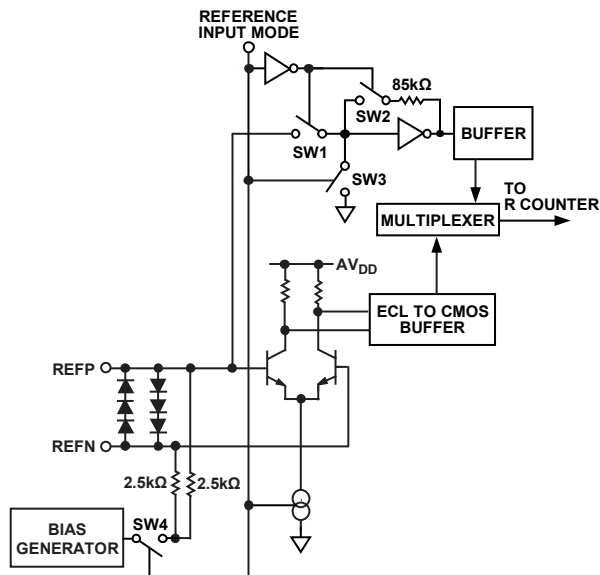 REFERENCE
INPUT MODE
85kΩ
SW2
BUFFER
SW1
SW3
TO
R COUNTER
MULTIPLEXER
AVDD
ECL TO CMOS
BUFFER
REFP
REFN
2.5kΩ
2.5kΩ
BIAS
GENERATOR
SW4